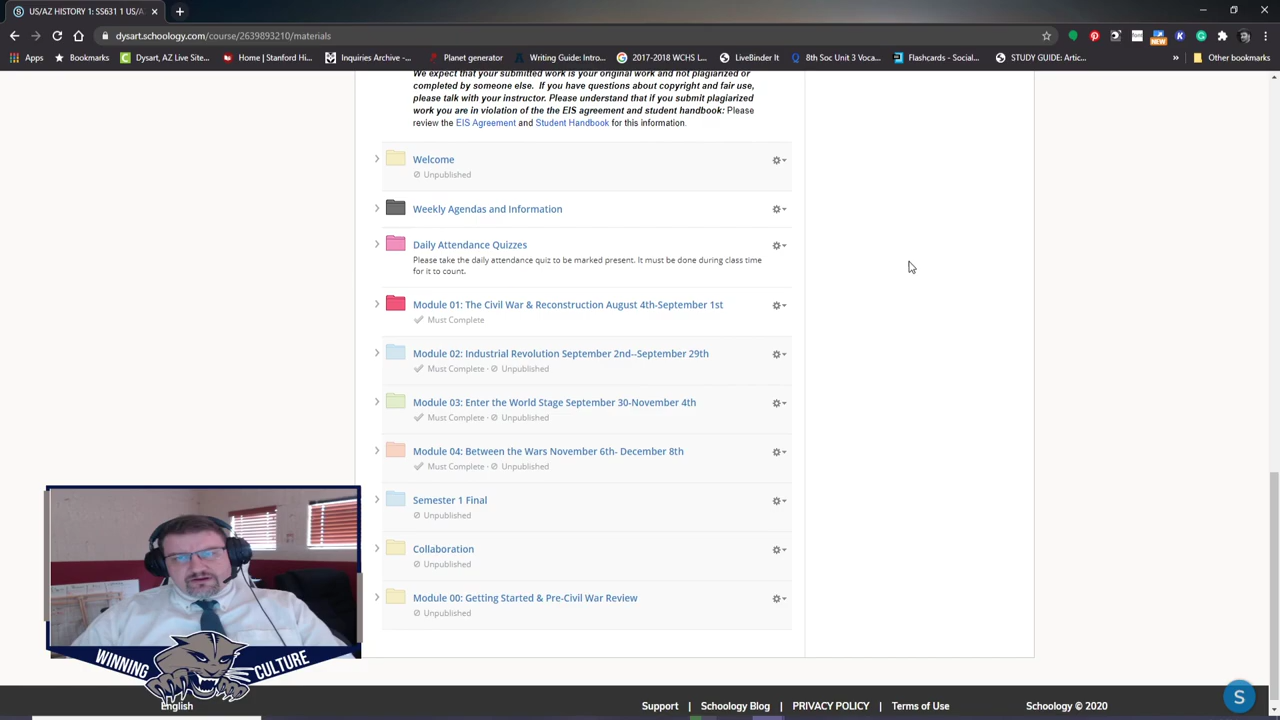 US/AZ HISTORY 1: SS631 1 US/A
dysart.schoology.com/course/2639893210/materials
Apps Bookmarks Dysart, AZ Live Site... Home | Stanford Hi... Inquiries Archive -... Planet generator Writing Guide: Intro... 2017-2018 WCHS L... LiveBinder It 8th Soc Unit 3 Voca... Flashcards - Social... STUDY GUIDE: Artic... » Other bookmarks
NEW
We expect that your submitted work is your original work and not plagiarized or
completed by someone else. If you have questions about copyright and fair use,
please talk with your instructor. Please understand that if you submit plagiarized
work you are in violation of the the EIS agreement and student handbook: Please
review the EIS Agreement and Student Handbook for this information.
Welcome
Unpublished
Weekly Agendas and Information
Daily Attendance Quizzes
Please take the daily attendance quiz to be marked present. It must be done during class time
for it to count.
Module 01: The Civil War & Reconstruction August 4th-September 1st
Must Complete
Module 02: Industrial Revolution September 2nd--September 29th
Must Complete · Unpublished
Module 03: Enter the World Stage September 30-November 4th
Must Complete · Unpublished
Module 04: Between the Wars November 6th- December 8th
Must Complete · Unpublished
Semester 1 Final
Unpublished
Collaboration
Unpublished
Module 00: Getting Started & Pre-Civil War Review
Unpublished
WINNING CULTURE
English
Support | Schoology Blog | PRIVACY POLICY | Terms of Use
Schoology © 2020
S